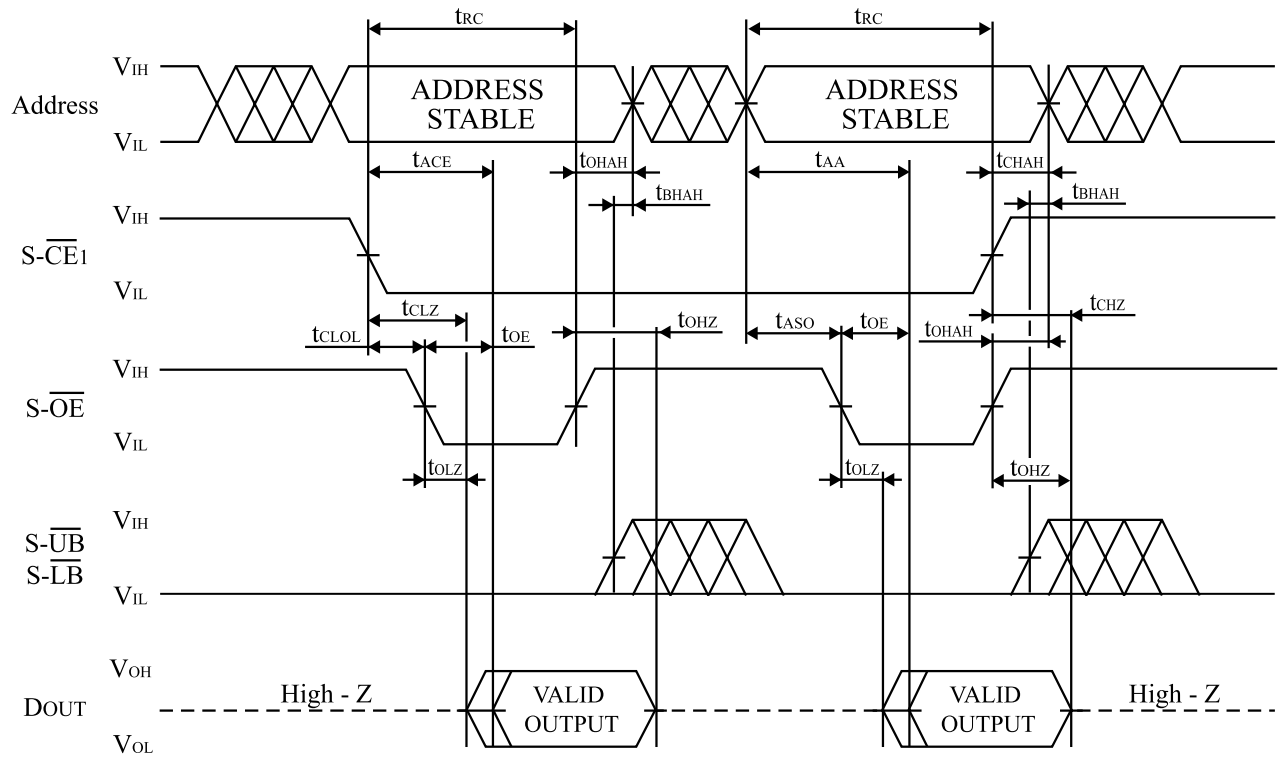 tRC
tRC
VIH
Address
ADDRESS
STABLE
ADDRESS
STABLE
VIL
tACE
tOHAH
tAA
tCHAH
tBHAH
tBHAH
VIH
S-CE1
VIL
tCLZ
tCHZ
tCLOL
tOE
tOHZ
tASO
tOE
tOHAH
VIH
S-OE
VIL
tOLZ
tOLZ
tOHZ
VIH
S-UB
S-LB
VIL
VOH
DOUT
High - Z
VALID
OUTPUT
VALID
OUTPUT
High - Z
VOL